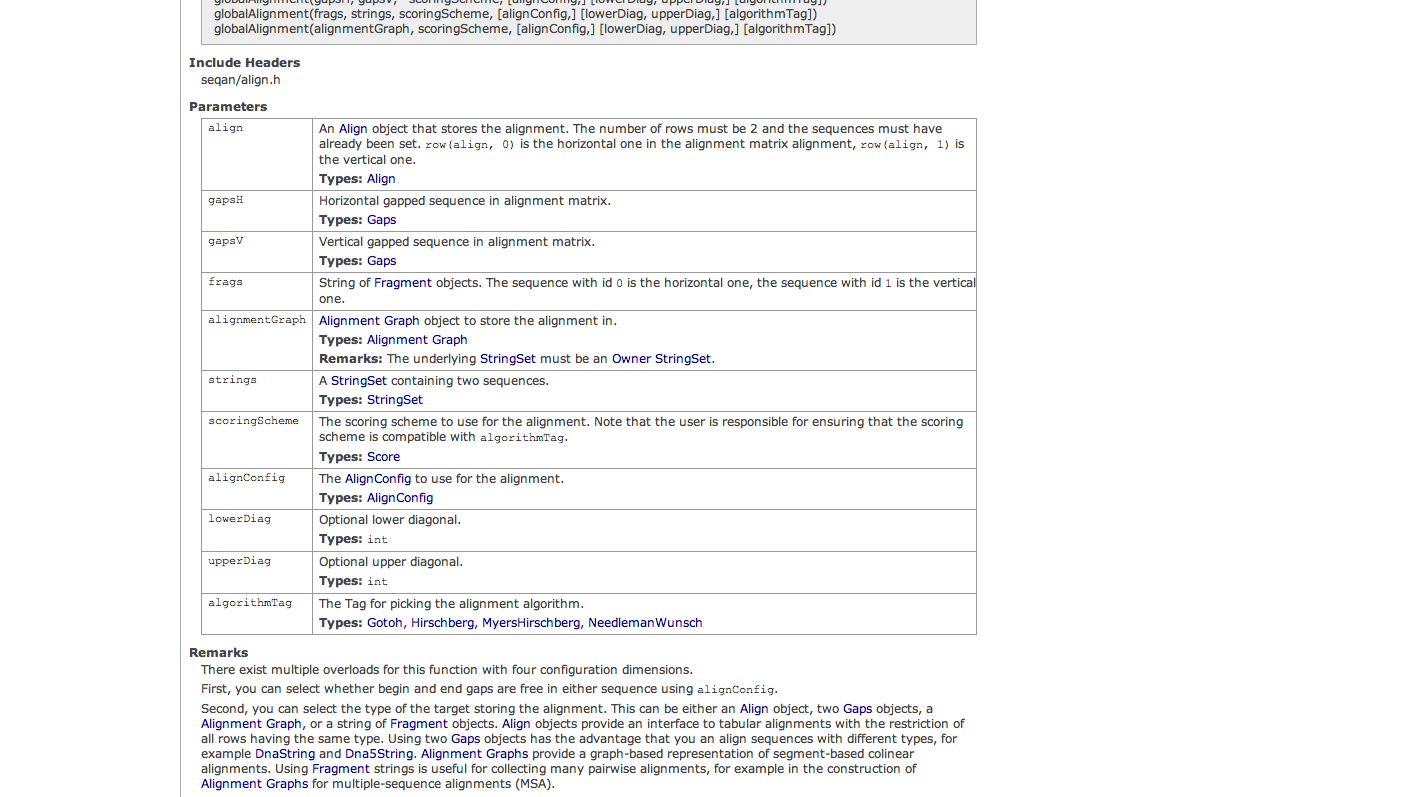 globalAlignment(gapsH, gapsV, scoringScheme, [alignConfig,] [lowerDiag, upperDiag,] [algorithmTag])
globalAlignment(frags, strings, scoringScheme, [alignConfig,] [lowerDiag, upperDiag,] [algorithmTag])
globalAlignment(alignmentGraph, scoringScheme, [alignConfig,] [lowerDiag, upperDiag,] [algorithmTag])
Include Headers
seqan/align.h
Parameters
align
An Align object that stores the alignment. The number of rows must be 2 and the sequences must have
already been set. row(align, 0) is the horizontal one in the alignment matrix alignment, row(align, 1) is
the vertical one.
Types: Align
gapsH
Horizontal gapped sequence in alignment matrix.
Types: Gaps
gapsV
Vertical gapped sequence in alignment matrix.
Types: Gaps
frags
String of Fragment objects. The sequence with id 0 is the horizontal one, the sequence with id 1 is the vertical
one.
alignmentGraph
Alignment Graph object to store the alignment in.
Types: Alignment Graph
Remarks: The underlying StringSet must be an Owner StringSet.
strings
A StringSet containing two sequences.
Types: StringSet
scoringScheme
The scoring scheme to use for the alignment. Note that the user is responsible for ensuring that the scoring
scheme is compatible with algorithmTag.
Types: Score
alignConfig
The AlignConfig to use for the alignment.
Types: AlignConfig
lowerDiag
Optional lower diagonal.
Types: int
upperDiag
Optional upper diagonal.
Types: int
algorithmTag
The Tag for picking the alignment algorithm.
Types: Gotoh, Hirschberg, MyersHirschberg, NeedlemanWunsch
Remarks
There exist multiple overloads for this function with four configuration dimensions.
First, you can select whether begin and end gaps are free in either sequence using alignConfig.
Second, you can select the type of the target storing the alignment. This can be either an Align object, two Gaps objects, a
Alignment Graph, or a string of Fragment objects. Align objects provide an interface to tabular alignments with the restriction of
all rows having the same type. Using two Gaps objects has the advantage that you an align sequences with different types, for
example DnaString and Dna5String. Alignment Graphs provide a graph-based representation of segment-based colinear
alignments. Using Fragment strings is useful for collecting many pairwise alignments, for example in the construction of
Alignment Graphs for multiple-sequence alignments (MSA).